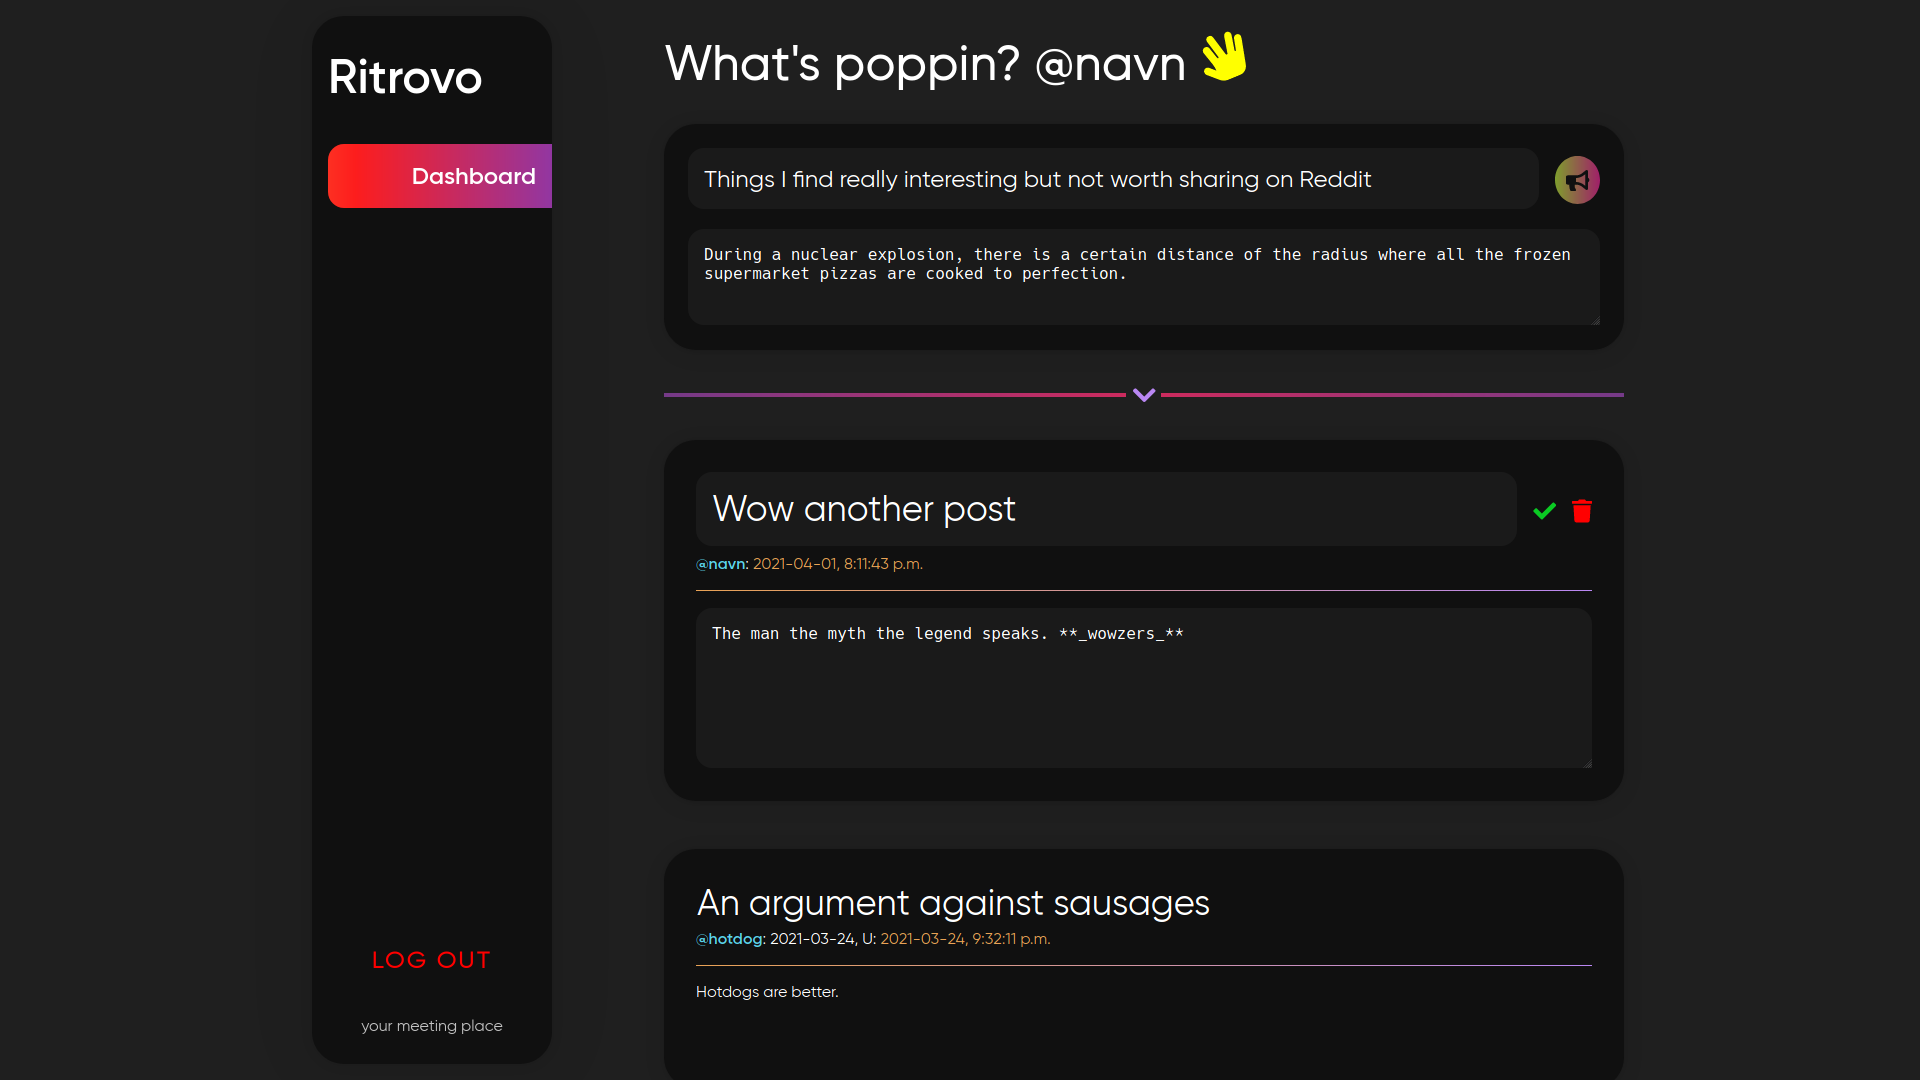 Ritrovo
Dashboard
LOG OUT
your meeting place
What's poppin? @navn
Things I find really interesting but not worth sharing on Reddit
During a nuclear explosion, there is a certain distance of the radius where all the frozen
supermarket pizzas are cooked to perfection.
Wow another post
@navn: 2021-04-01, 8:11:43 p.m.
The man the myth the legend speaks. **_wowzers_**
An argument against sausages
@hotdog: 2021-03-24, U: 2021-03-24, 9:32:11 p.m.
Hotdogs are better.